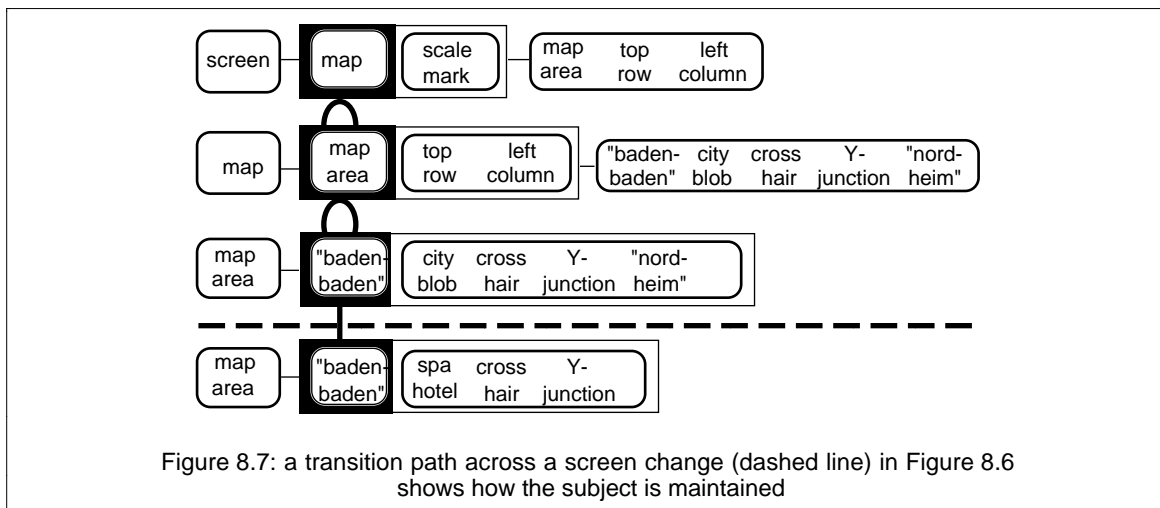 screen map scale mark map area top row left column
map map area top row left column "baden-baden" city blob cross hair Y-junction "nord-heim"
map area "baden-baden" city blob cross hair Y-junction "nord-heim"
map area "baden-baden" spa hotel cross hair Y-junction
Figure 8.7: a transition path across a screen change (dashed line) in Figure 8.6
shows how the subject is maintained